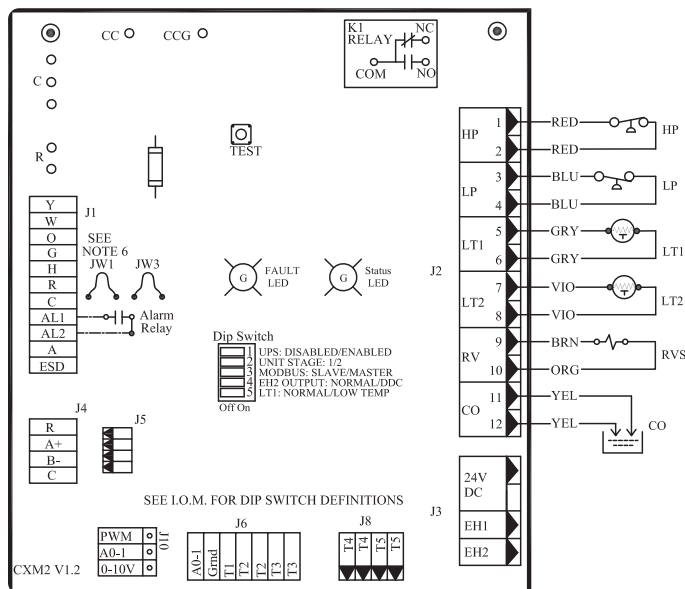 CC
CCG
K1
RELAY
NC
COM
NO
C
R
TEST
HP
1
RED
HP
2
RED
LP
3
BLU
LP
4
BLU
LT1
5
GRY
LT1
6
GRY
LT2
7
VIO
LT2
8
VIO
RV
9
BRN
RVS
10
ORG
CO
11
YEL
CO
12
YEL
J2
J1
Y
W
O
G
H
R
C
AL1
AL2
A
ESD
SEE
NOTE 6
JW1
JW3
Alarm
Relay
G
FAULT
LED
G
Status
LED
Dip Switch
1 UPS: DISABLED/ENABLED
2 UNIT STAGE: 1/2
3 MODBUS: SLAVE/MASTER
4 EH2 OUTPUT: NORMAL/DDC
5 LT1: NORMAL/LOW TEMP
Off On
J4
R
A+
B-
C
J5
SEE I.O.M. FOR DIP SWITCH DEFINITIONS
J3
24V
DC
EH1
EH2
PWM
A0-1
0-10V
J10
J6
A0-1
Grnd
T1
T2
T2
T3
T3
J8
T4
T4
T5
T5
CXM2 V1.2